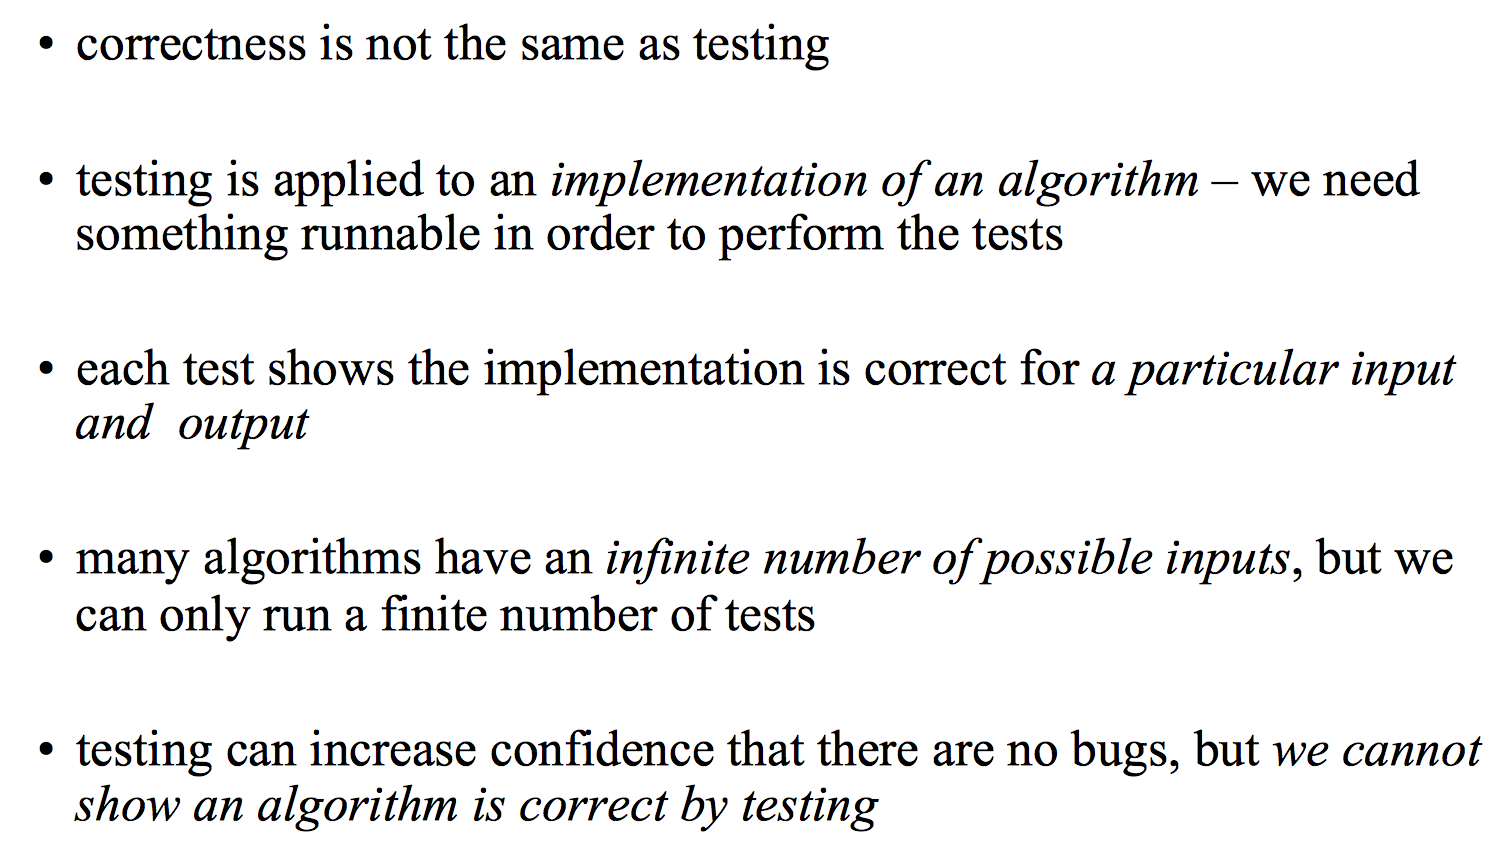 • correctness is not the same as testing
• testing is applied to an implementation of an algorithm – we need
something runnable in order to perform the tests
• each test shows the implementation is correct for a particular input
and  output
• many algorithms have an infinite number of possible inputs, but we
can only run a finite number of tests
• testing can increase confidence that there are no bugs, but we cannot
show an algorithm is correct by testing